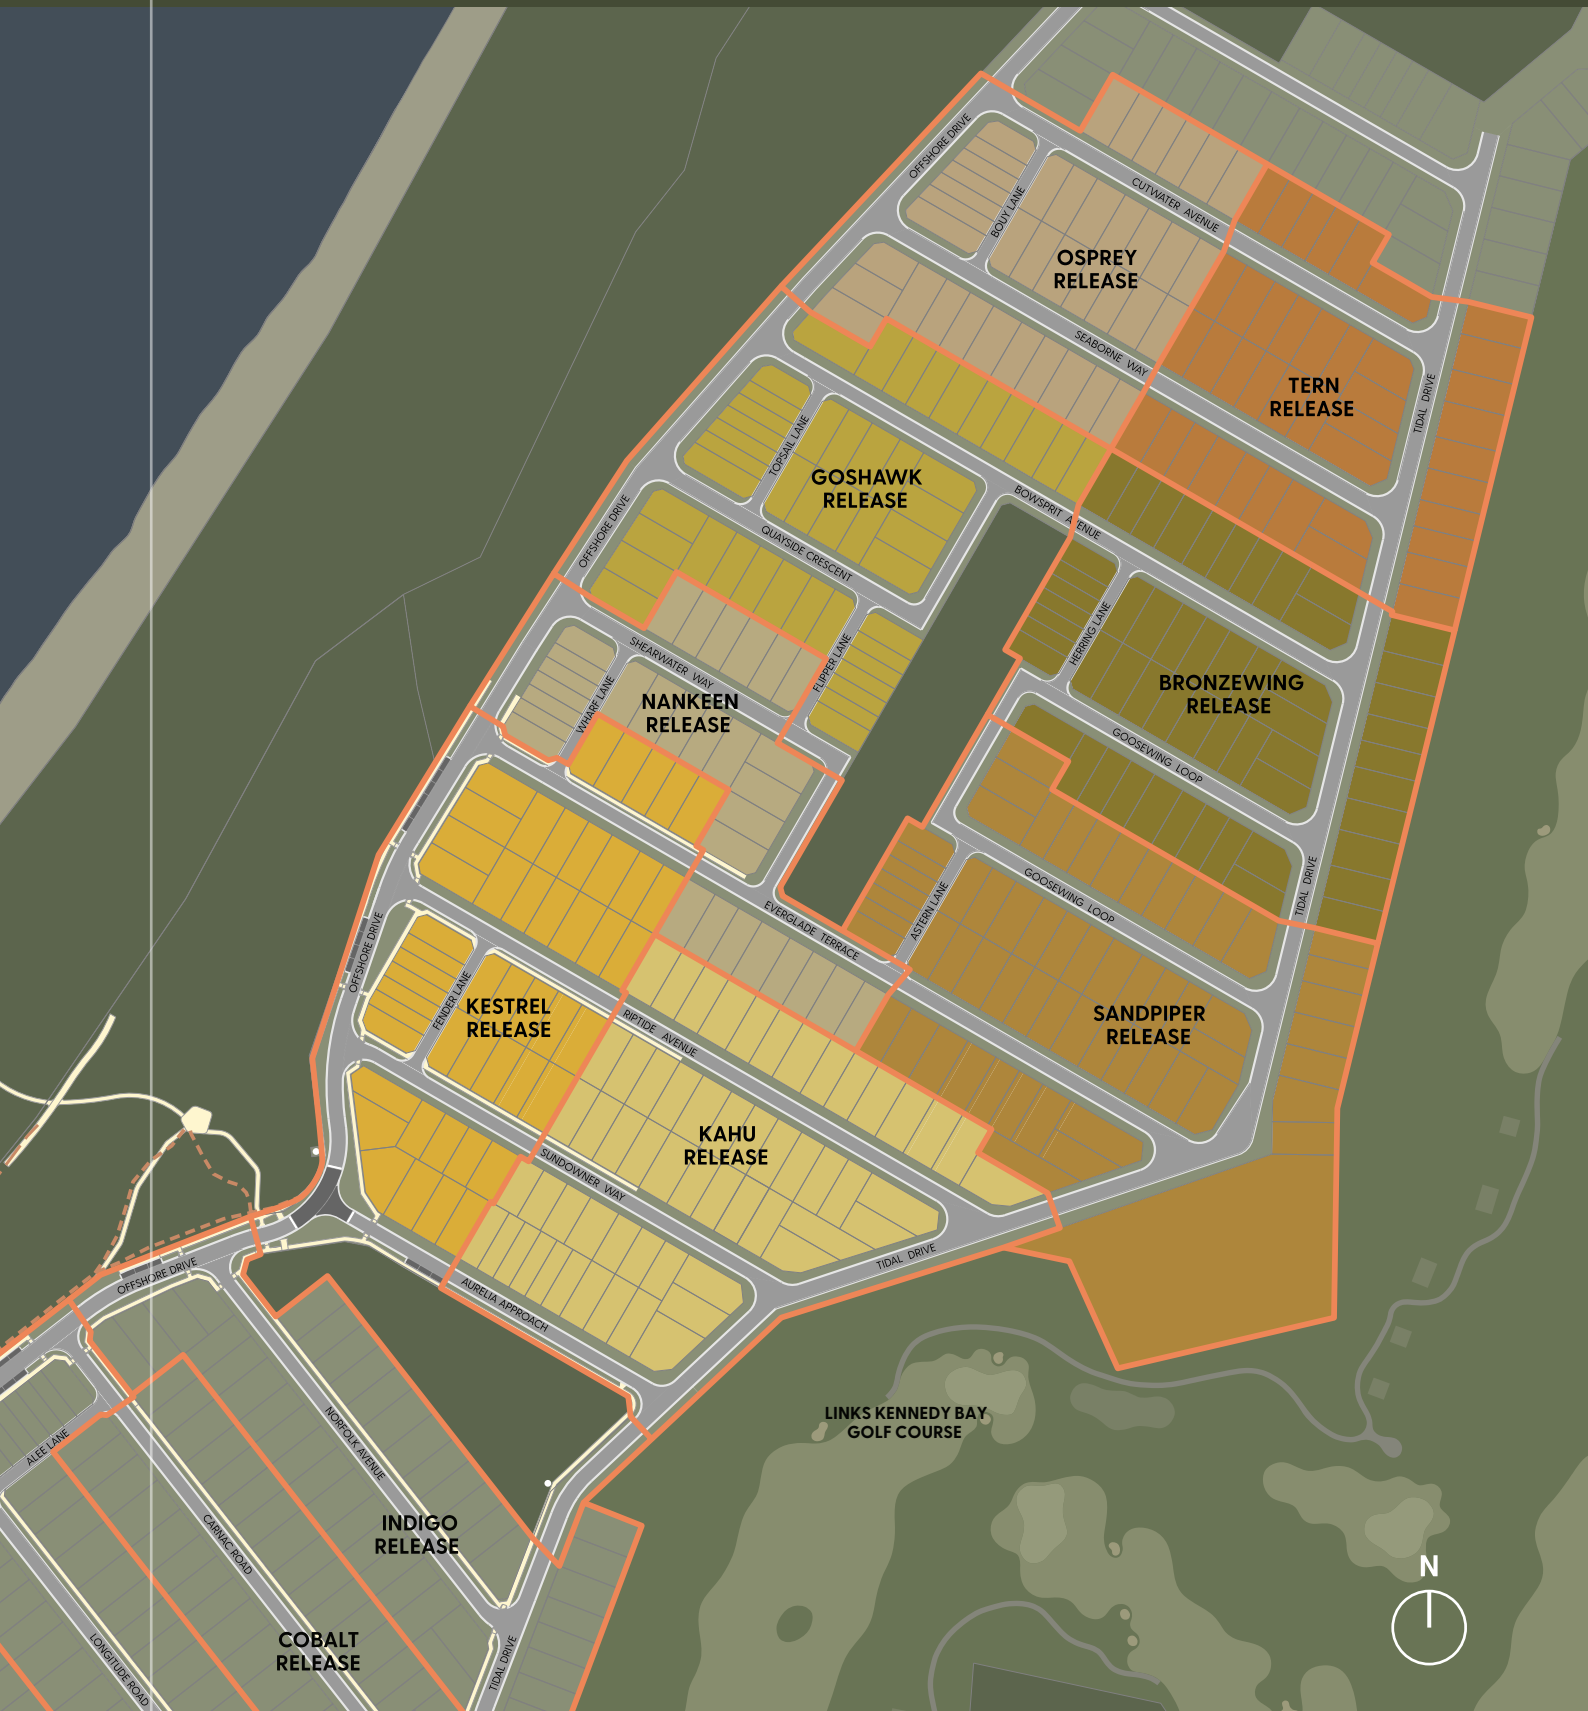 OFFSHORE DRIVE
CUTWATER AVENUE
BOUY LANE
OSPREY
RELEASE
SEABORNE WAY
TERN
RELEASE
TIDAL DRIVE
TOPSAIL LANE
GOSHAWK
RELEASE
BOWSPRIT AVENUE
OFFSHORE DRIVE
QUAYSIDE CRESCENT
HERRING LANE
SHEARWATER WAY
FLIPPER LANE
WHARF LANE
NANKEEN
RELEASE
BRONZEWING
RELEASE
GOOSEWING LOOP
TIDAL DRIVE
GOOSEWING LOOP
ASTERN LANE
EVERGLADE TERRACE
OFFSHORE DRIVE
FENDER LANE
KESTREL
RELEASE
RIPTIDE AVENUE
SANDPIPER
RELEASE
KAHU
RELEASE
SUNDOWNER WAY
TIDAL DRIVE
OFFSHORE DRIVE
AURELIA APPROACH
LINKS KENNEDY BAY
GOLF COURSE
ALEE LANE
NORFOLK AVENUE
INDIGO
RELEASE
CARNAC ROAD
COBALT
RELEASE
LONGITUDE ROAD
TIDAL DRIVE
N